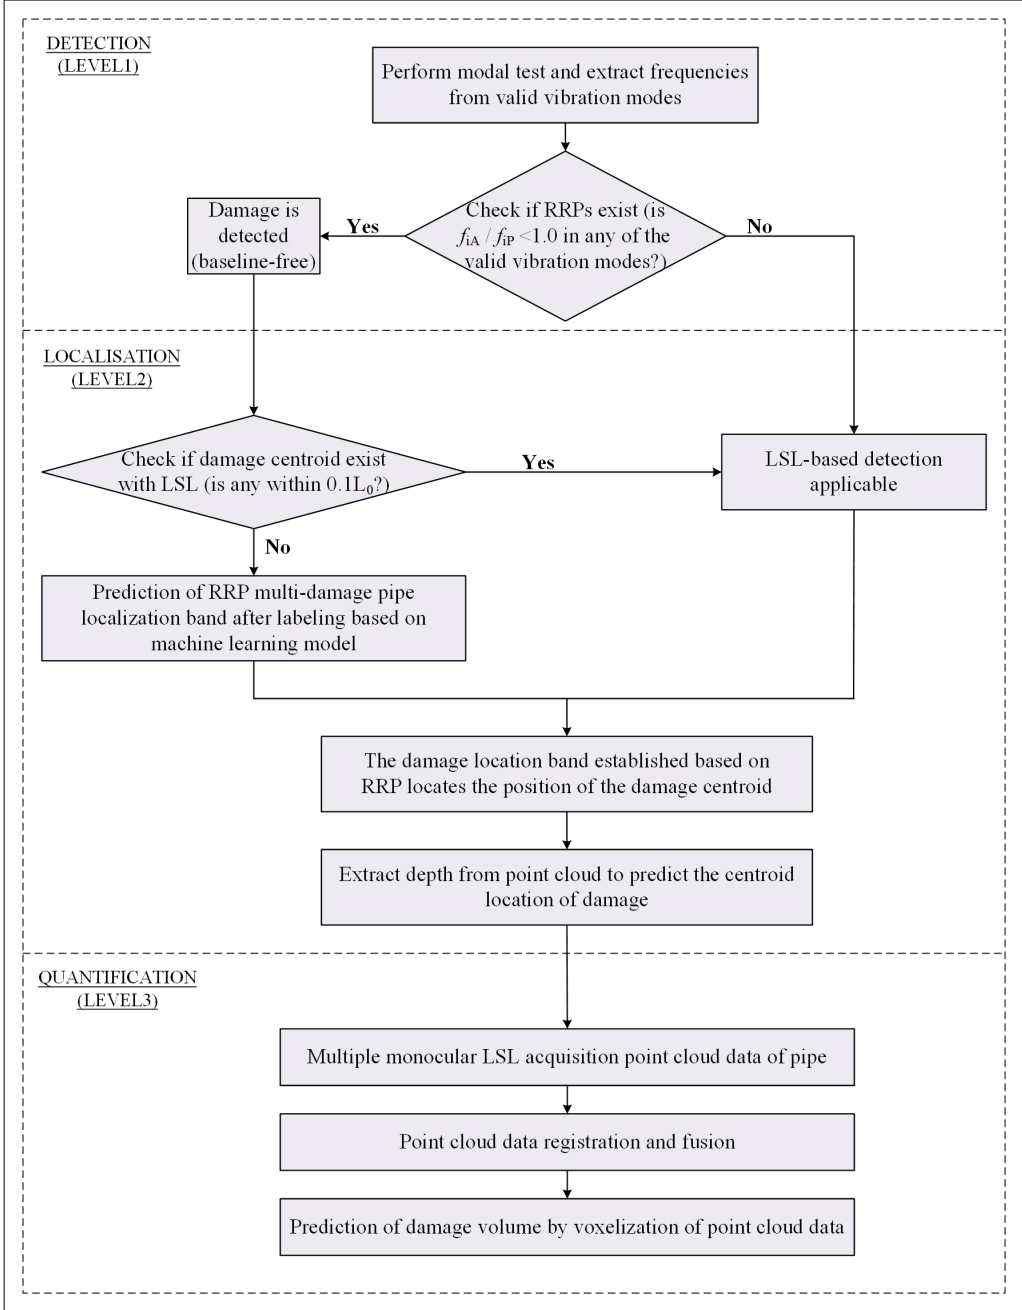 DETECTION
(LEVEL1)
Perform modal test and extract frequencies
from valid vibration modes
Check if RRPs exist (is
fiA / fiP <1.0 in any of the
valid vibration modes?)
Yes
No
Damage is
detected
(baseline-free)
LOCALISATION
(LEVEL2)
Check if damage centroid exist
with LSL (is any within 0.1L0?)
Yes
No
LSL-based detection
applicable
Prediction of RRP multi-damage pipe
localization band after labeling based on
machine learning model
The damage location band established based on
RRP locates the position of the damage centroid
Extract depth from point cloud to predict the centroid
location of damage
QUANTIFICATION
(LEVEL3)
Multiple monocular LSL acquisition point cloud data of pipe
Point cloud data registration and fusion
Prediction of damage volume by voxelization of point cloud data